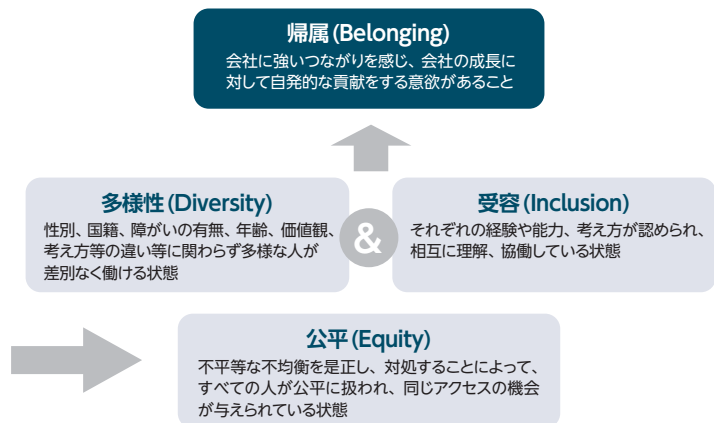 帰属(Belonging)
会社に強いつながりを感じ、会社の成長に
対して自発的な貢献をする意欲があること
多様性(Diversity)
性別、国籍、障がいの有無、年齢、価値観、
考え方等の違い等に関わらず多様な人が
差別なく働ける状態
&
受容(Inclusion)
それぞれの経験や能力、考え方が認められ、
相互に理解、協働している状態
公平(Equity)
不平等な不均衡を是正し、対処することによって、
すべての人が公平に扱われ、同じアクセスの機会
が与えられている状態